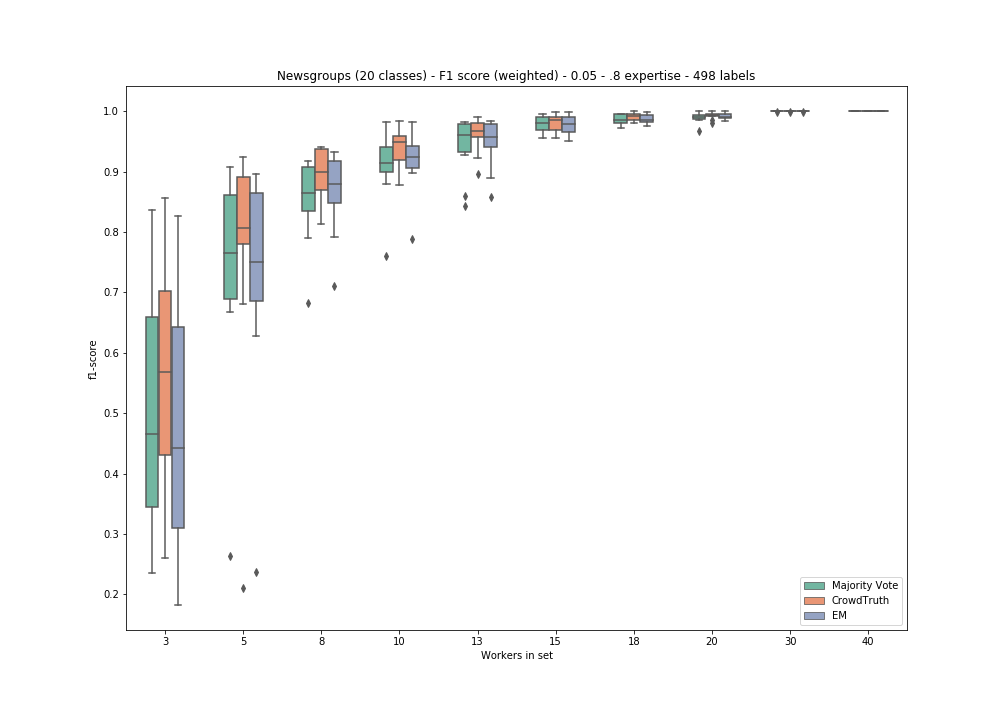 Newsgroups (20 classes) - F1 score (weighted) - 0.05 - .8 expertise - 498 labels
1.0
0.9
0.8
0.7
0.6
0.5
0.4
0.3
0.2
f1-score
3 5 8 10 13 15 18 20 30 40
Workers in set
Majority Vote
CrowdTruth
EM